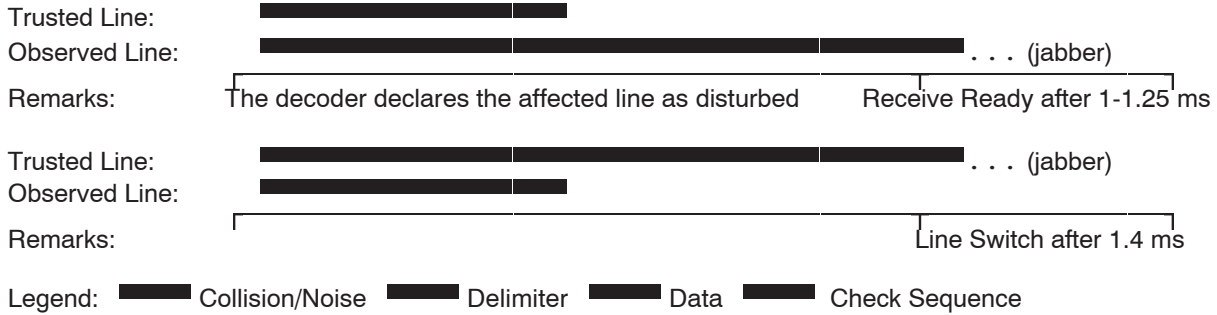 Trusted Line:
Observed Line: . . . (jabber)
Remarks: The decoder declares the affected line as disturbed Receive Ready after 1-1.25 ms
Trusted Line: . . . (jabber)
Observed Line:
Remarks: Line Switch after 1.4 ms
Legend: Collision/Noise Delimiter Data Check Sequence